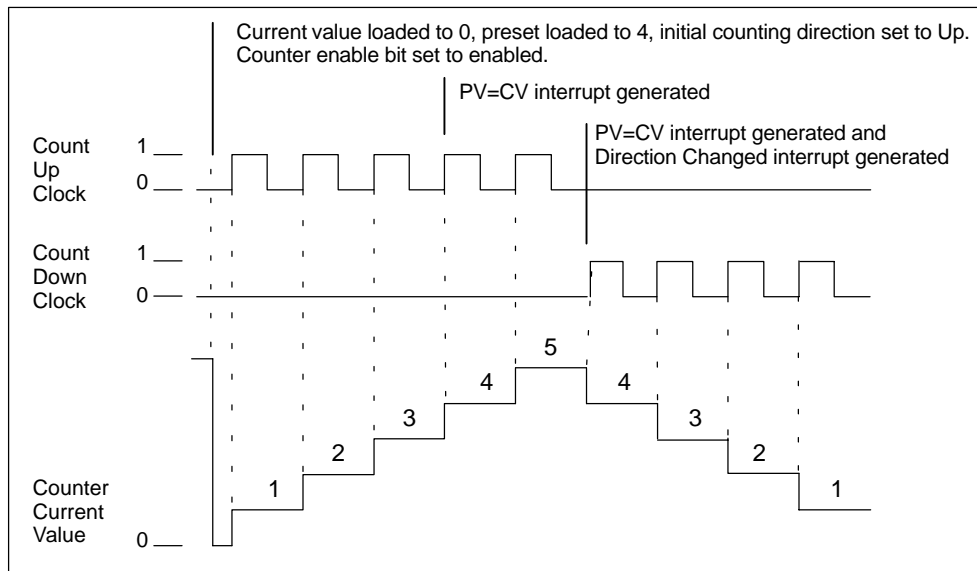 Current value loaded to 0, preset loaded to 4, initial counting direction set to Up.
Counter enable bit set to enabled.
PV=CV interrupt generated
PV=CV interrupt generated and
Direction Changed interrupt generated
Count
Up
Clock
1
0
Count
Down
Clock
1
0
5
4
4
3
3
2
2
1
1
Counter
Current
Value
0